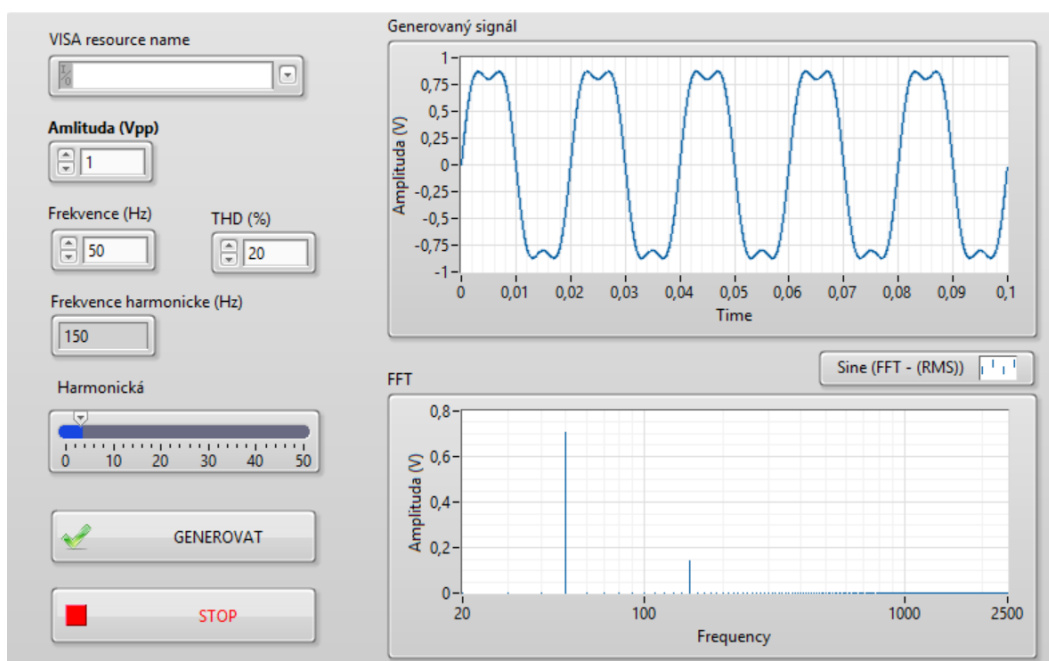 VISA resource name
I/O
Amlituda (Vpp)
1
Frekvence (Hz)
50
THD (%)
20
Frekvence harmonicke (Hz)
150
Harmonická
0 10 20 30 40 50
GENEROVAT
STOP
Generovaný signál
Amplituda (V)
1
0,75
0,5
0,25
0
-0,25
-0,5
-0,75
-1
0 0,01 0,02 0,03 0,04 0,05 0,06 0,07 0,08 0,09 0,1
Time
Sine (FFT - (RMS))
FFT
Amplituda (V)
0,8
0,6
0,4
0,2
0
20 100 1000 2500
Frequency